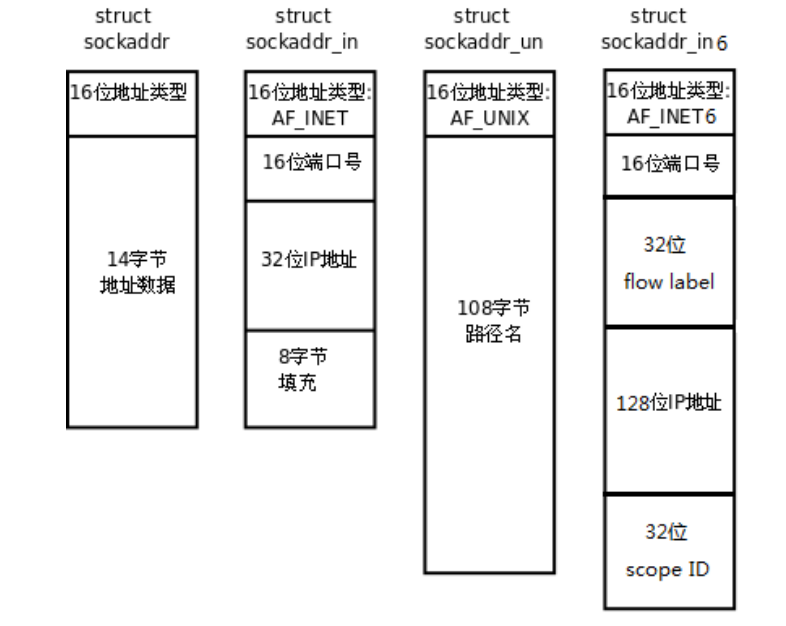 struct
sockaddr
16位地址类型
14字节
地址数据
struct
sockaddr_in
16位地址类型:
AF_INET
16位端口号
32位IP地址
8字节
填充
struct
sockaddr_un
16位地址类型:
AF_UNIX
108字节
路径名
struct
sockaddr_in6
16位地址类型:
AF_INET6
16位端口号
32位
flow label
128位IP地址
32位
scope ID